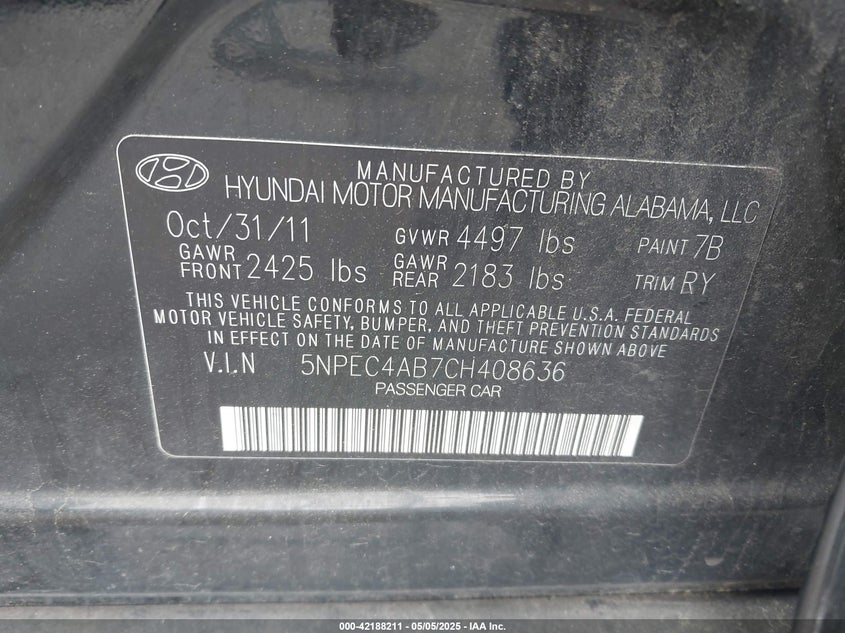 MANUFACTURED BY
HYUNDAI MOTOR MANUFACTURING ALABAMA, LLC
Oct/31/11 GVWR 4497 lbs PAINT 7B
GAWR FRONT 2425 lbs GAWR REAR 2183 lbs TRIM RY
THIS VEHICLE CONFORMS TO ALL APPLICABLE U.S.A. FEDERAL
MOTOR VEHICLE SAFETY, BUMPER, AND THEFT PREVENTION STANDARDS
IN EFFECT ON THE DATE OF MANUFACTURE SHOWN ABOVE
V.I.N 5NPEC4AB7CH408636
PASSENGER CAR
000-42188211 - 05/05/2025 - IAA Inc.